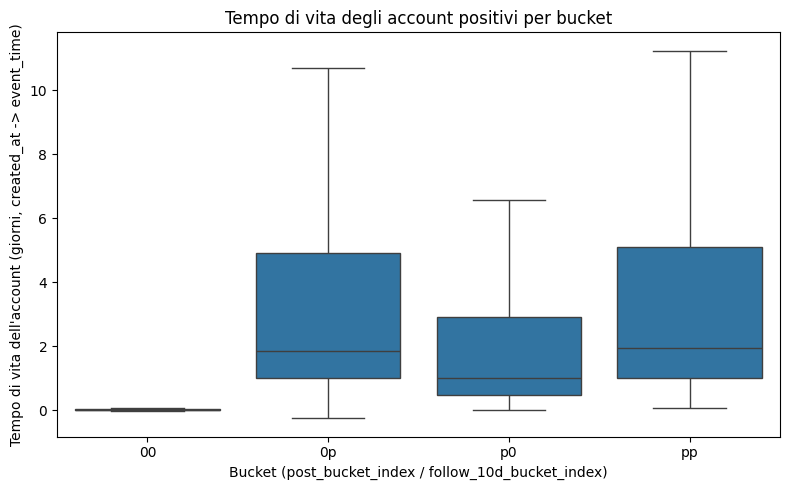 Tempo di vita degli account positivi per bucket
Tempo di vita dell'account (giorni, created_at -> event_time)
10
8
6
4
2
0
00
0p
p0
pp
Bucket (post_bucket_index / follow_10d_bucket_index)